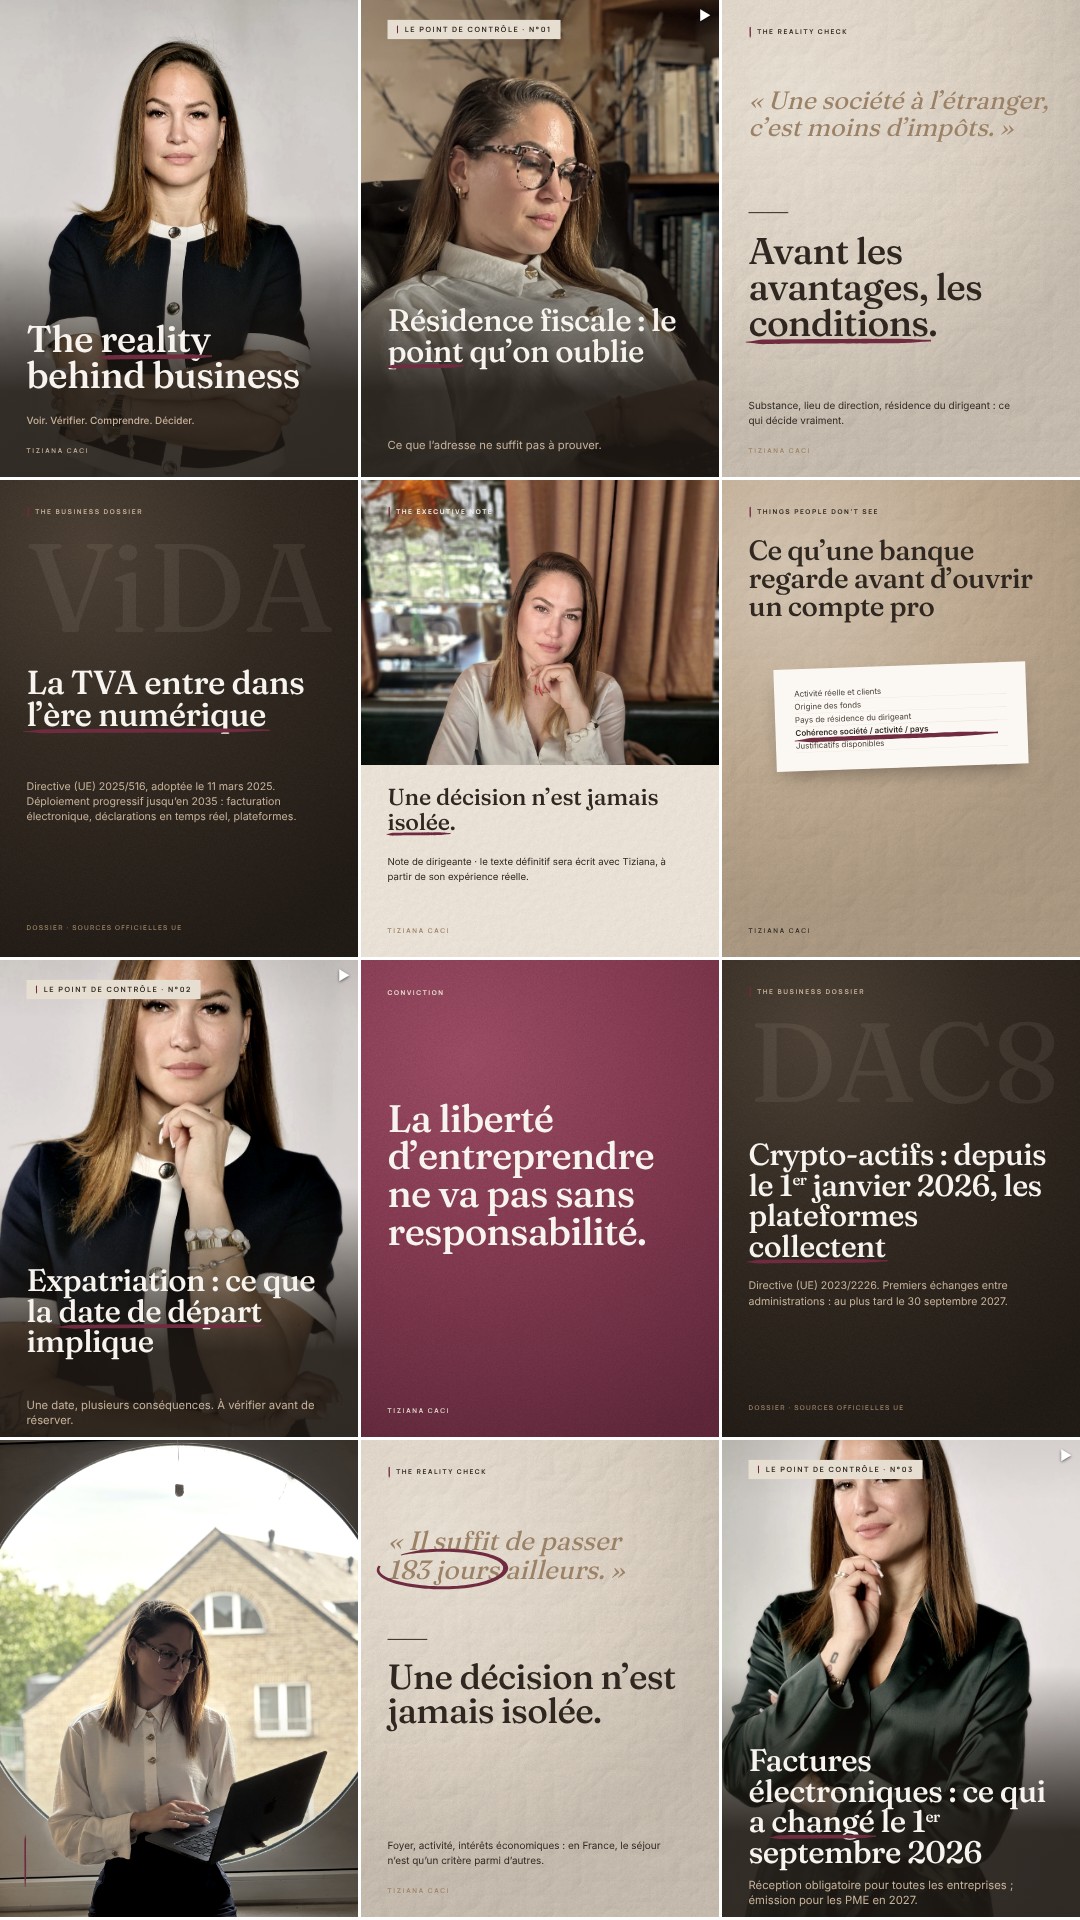 The reality
behind business
Voir. Vérifier. Comprendre. Décider.
TIZIANA CACI
LE POINT DE CONTRÔLE · N°01
Résidence fiscale : le
point qu’on oublie
Ce que l’adresse ne suffit pas à prouver.
THE REALITY CHECK
« Une société à l’étranger,
c’est moins d’impôts. »
Avant les
avantages, les
conditions.
Substance, lieu de direction, résidence du dirigeant : ce
qui décide vraiment.
TIZIANA CACI
THE BUSINESS DOSSIER
ViDA
La TVA entre dans
l’ère numérique
Directive (UE) 2025/516, adoptée le 11 mars 2025.
Déploiement progressif jusqu’en 2035 : facturation
électronique, déclarations en temps réel, plateformes.
DOSSIER · SOURCES OFFICIELLES UE
THE EXECUTIVE NOTE
Une décision n’est jamais
isolée.
Note de dirigeante · le texte définitif sera écrit avec Tiziana, à
partir de son expérience réelle.
TIZIANA CACI
THINGS PEOPLE DON’T SEE
Ce qu’une banque
regarde avant d’ouvrir
un compte pro
Activité réelle et clients
Origine des fonds
Pays de résidence du dirigeant
Cohérence société / activité / pays
Justificatifs disponibles
TIZIANA CACI
LE POINT DE CONTRÔLE · N°02
Expatriation : ce que
la date de départ
implique
Une date, plusieurs conséquences. À vérifier avant de
réserver.
CONVICTION
La liberté
d’entreprendre
ne va pas sans
responsabilité.
TIZIANA CACI
THE BUSINESS DOSSIER
DAC8
Crypto-actifs : depuis
le 1er janvier 2026, les
plateformes
collectent
Directive (UE) 2023/2226. Premiers échanges entre
administrations : au plus tard le 30 septembre 2027.
DOSSIER · SOURCES OFFICIELLES UE
THE REALITY CHECK
« Il suffit de passer
183 jours ailleurs. »
Une décision n’est
jamais isolée.
Foyer, activité, intérêts économiques : en France, le séjour
n’est qu’un critère parmi d’autres.
TIZIANA CACI
LE POINT DE CONTRÔLE · N°03
Factures
électroniques : ce qui
a changé le 1er
septembre 2026
Réception obligatoire pour toutes les entreprises ;
émission pour les PME en 2027.